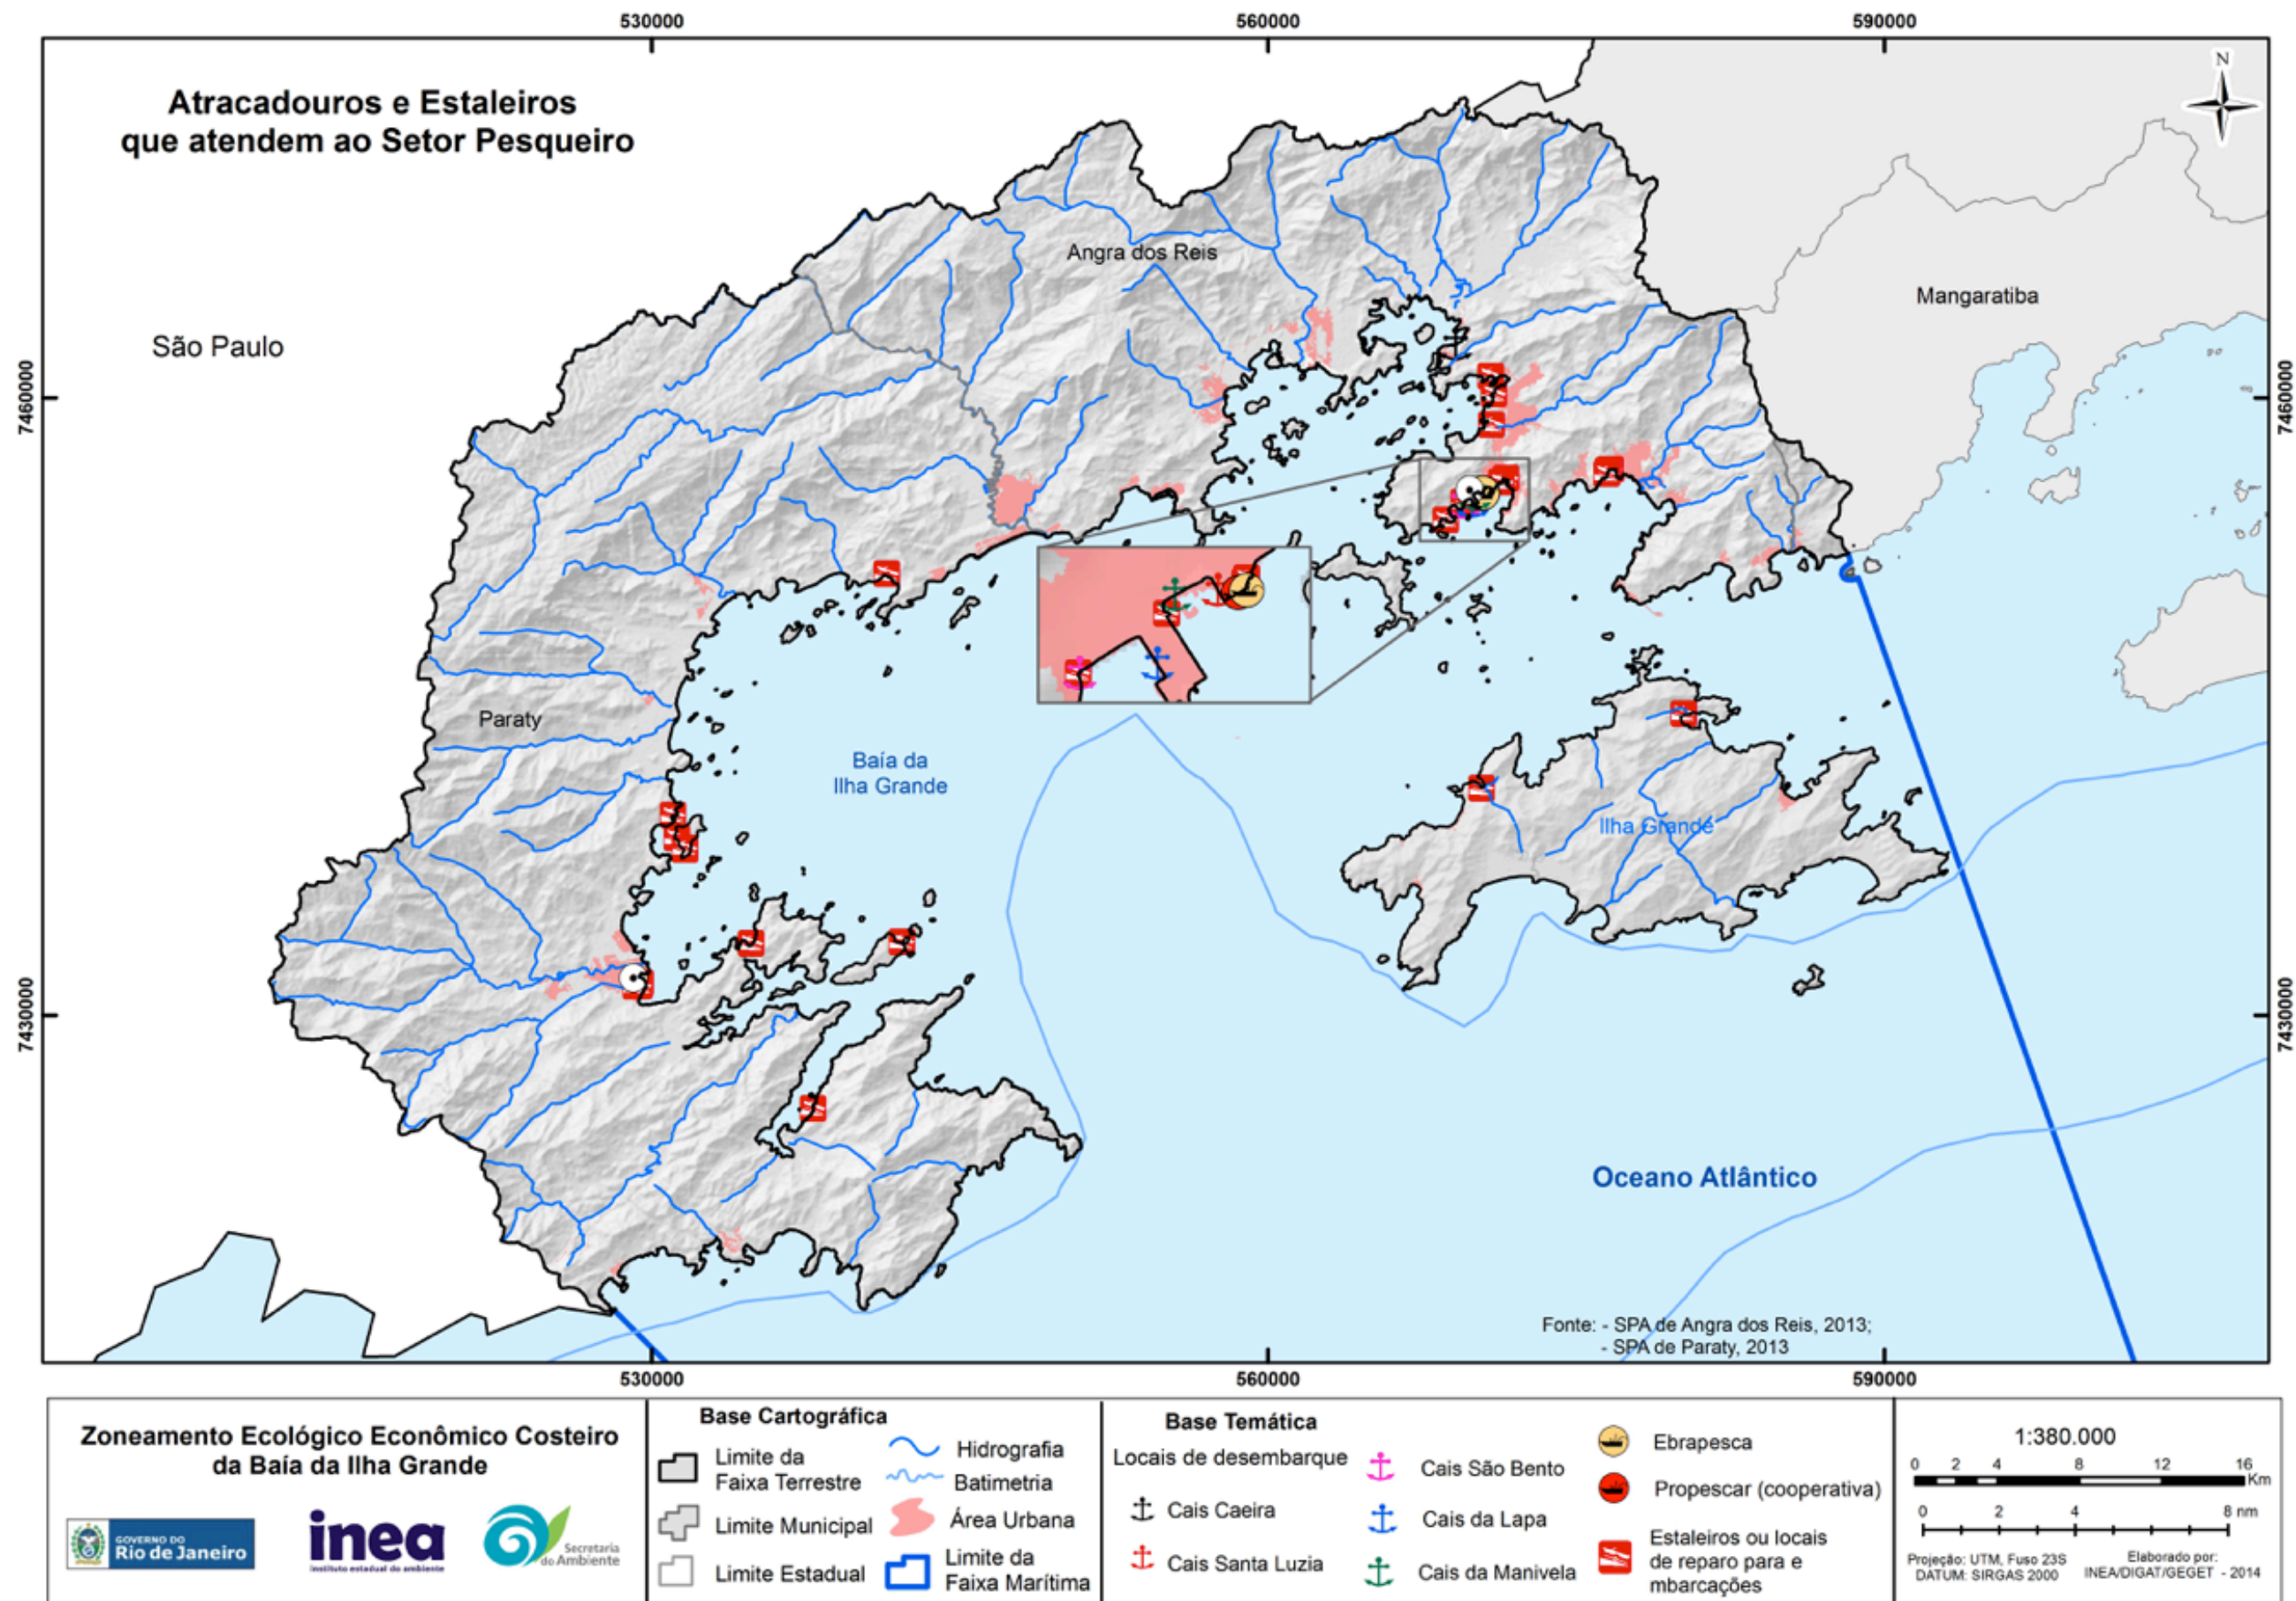 530000
560000
590000
Atracadouros e Estaleiros
que atendem ao Setor Pesqueiro
N
Angra dos Reis
Mangaratiba
São Paulo
7460000
7460000
Paraty
Baía da
Ilha Grande
Ilha Grande
7430000
7430000
Oceano Atlântico
Fonte: - SPA de Angra dos Reis, 2013;
- SPA de Paraty, 2013
530000
560000
590000
Zoneamento Ecológico Econômico Costeiro
da Baía da Ilha Grande
GOVERNO DO
Rio de Janeiro
inea
instituto estadual do ambiente
Secretaria
do Ambiente
Base Cartográfica
Limite da
Faixa Terrestre
Limite Municipal
Limite Estadual
Hidrografia
Batimetria
Área Urbana
Limite da
Faixa Marítima
Base Temática
Locais de desembarque
Cais Caeira
Cais Santa Luzia
Cais São Bento
Cais da Lapa
Cais da Manivela
Ebrapesca
Propescar (cooperativa)
Estaleiros ou locais
de reparo para e
mbarcações
1:380.000
0 2 4 8 12 16
Km
0 2 4 8 nm
Projeção: UTM, Fuso 23S
DATUM: SIRGAS 2000
Elaborado por:
INEA/DIGAT/GEGET - 2014